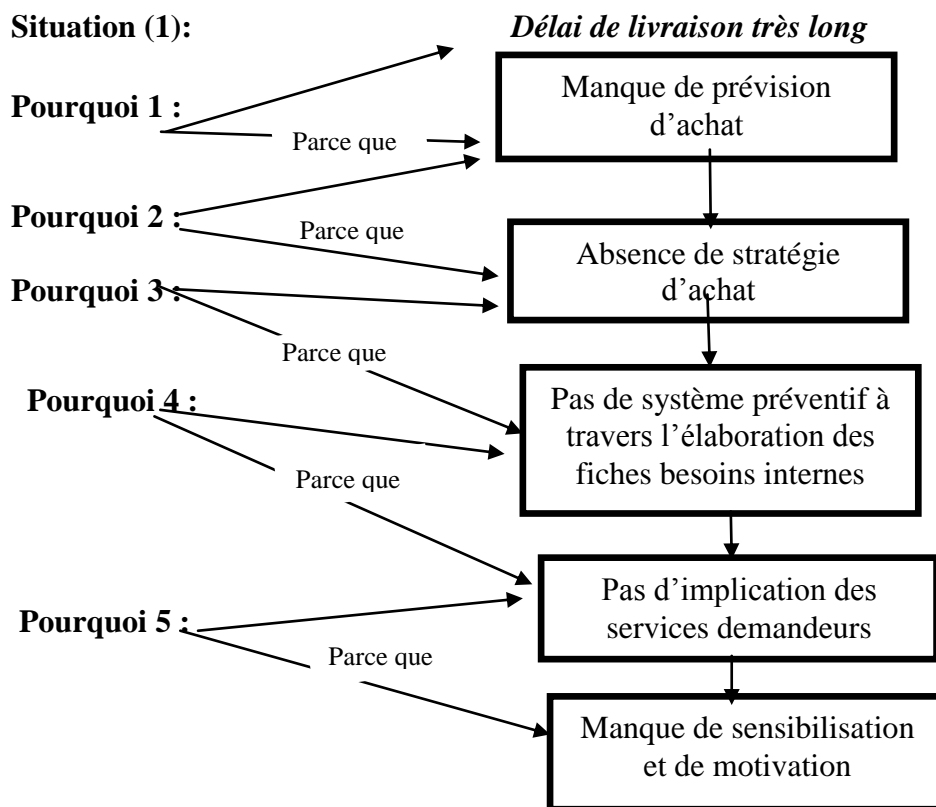 Situation (1): Délai de livraison très long
Pourquoi 1 :
Manque de prévision
d’achat
Parce que
Pourquoi 2 :
Parce que
Absence de stratégie
d’achat
Pourquoi 3 :
Parce que
Pas de système préventif à
travers l’élaboration des
fiches besoins internes
Pourquoi 4 :
Parce que
Pas d’implication des
services demandeurs
Pourquoi 5 :
Parce que
Manque de sensibilisation
et de motivation